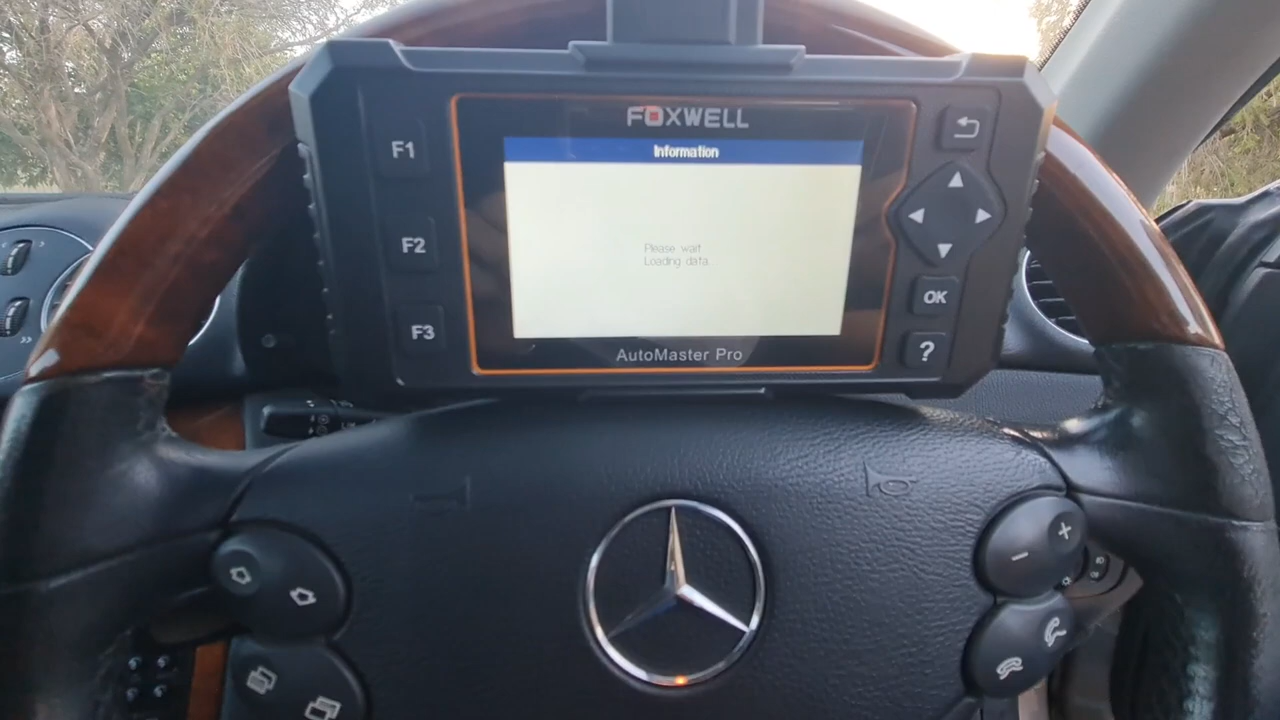 FOXWELL
Information
Please wait...
Loading data...
AutoMaster Pro
F1
F2
F3
OK
?
+
-